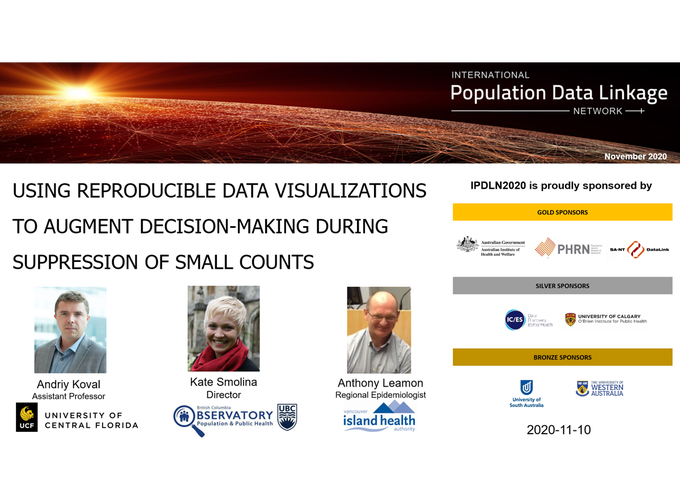 INTERNATIONAL
Population Data Linkage
NETWORK
November 2020
USING REPRODUCIBLE DATA VISUALIZATIONS
TO AUGMENT DECISION-MAKING DURING
SUPPRESSION OF SMALL COUNTS
Andriy Koval
Assistant Professor
UCF
UNIVERSITY OF
CENTRAL FLORIDA
Kate Smolina
Director
British Columbia
OBSERVATORY
Population & Public Health
UBC
Anthony Leamon
Regional Epidemiologist
vancouver
island health
authority
IPDLN2020 is proudly sponsored by
GOLD SPONSORS
Australian Government
Australian Institute of
Health and Welfare
PHRN
SA-NT DataLink
SILVER SPONSORS
IC/ES
UNIVERSITY OF CALGARY
O'Brien Institute for Public Health
BRONZE SPONSORS
University of
South Australia
THE UNIVERSITY OF
WESTERN
AUSTRALIA
2020-11-10